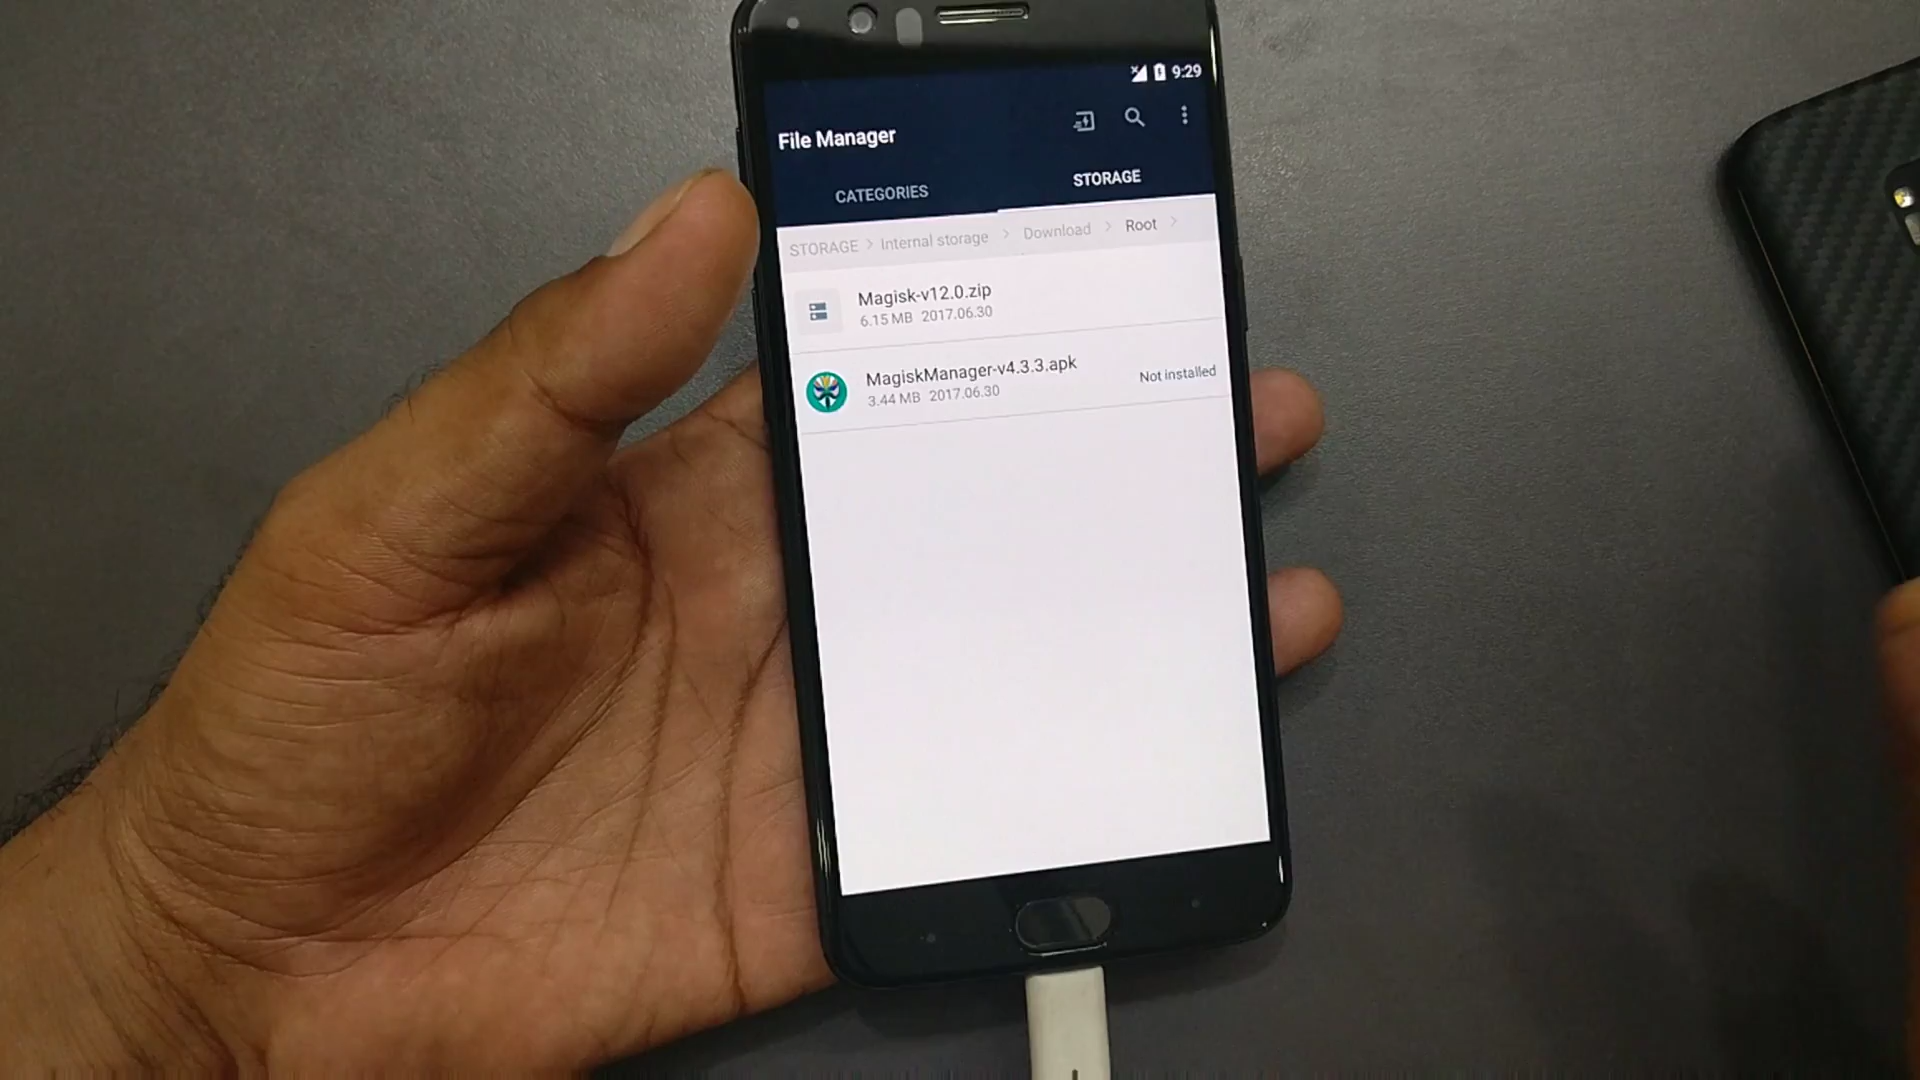 9:29
File Manager
CATEGORIES STORAGE
STORAGE > Internal storage > Download > Root >
Magisk-v12.0.zip
6.15 MB 2017.06.30
MagiskManager-v4.3.3.apk Not installed
3.44 MB 2017.06.30